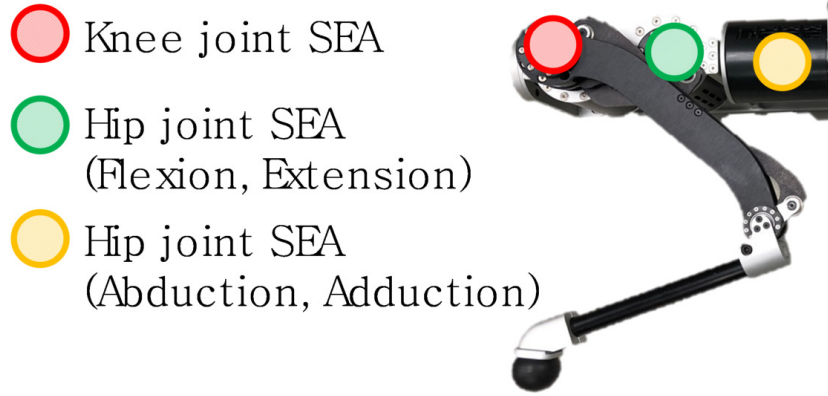 Knee joint SEA
Hip joint SEA
(Flexion, Extension)
Hip joint SEA
(Abduction, Adduction)